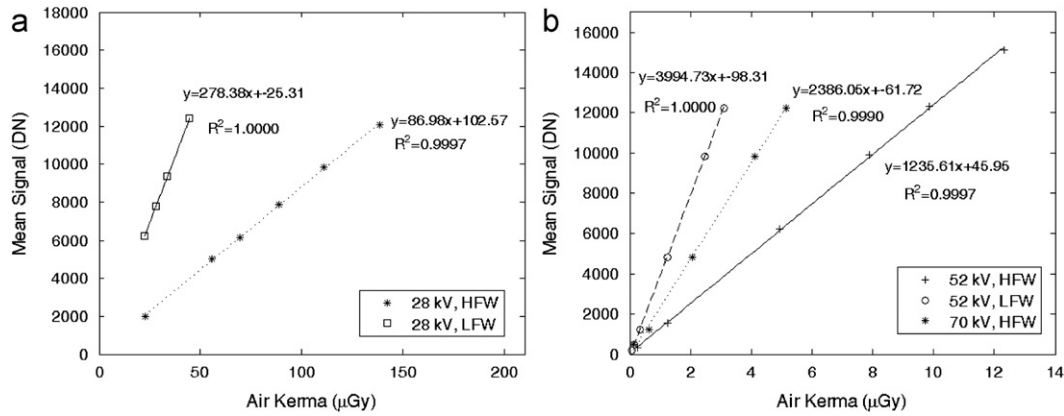 a
18000
16000
14000
12000
10000
8000
6000
4000
2000
0
Mean Signal (DN)
y=278.38x+-25.31
R²=1.0000
y=86.98x+102.57
R²=0.9997
28 kV, HFW
28 kV, LFW
0 50 100 150 200
Air Kerma (μGy)
b
16000
14000
12000
10000
8000
6000
4000
2000
0
Mean Signal (DN)
y=3994.73x+-98.31
R²=1.0000
y=2386.05x+-61.72
R²=0.9990
y=1235.61x+45.95
R²=0.9997
52 kV, HFW
52 kV, LFW
70 kV, HFW
0 2 4 6 8 10 12 14
Air Kerma (μGy)